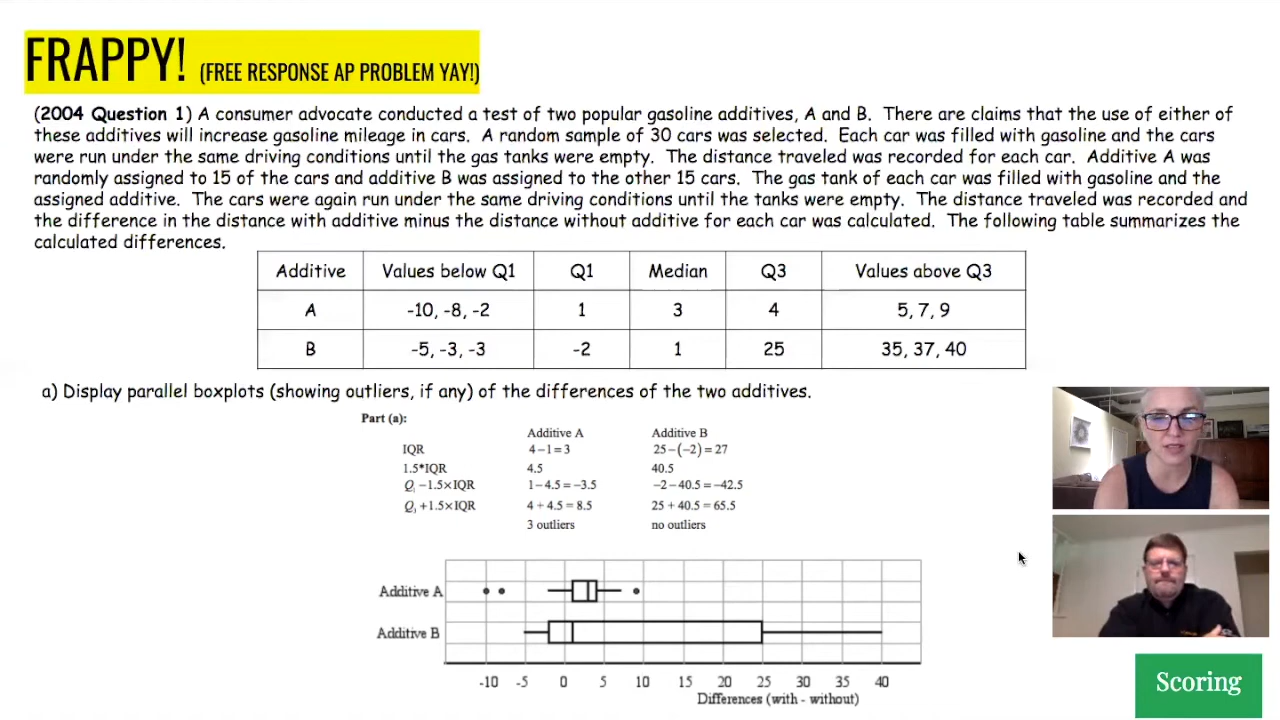 FRAPPY! (FREE RESPONSE AP PROBLEM YAY!)
(2004 Question 1) A consumer advocate conducted a test of two popular gasoline additives, A and B. There are claims that the use of either of
these additives will increase gasoline mileage in cars. A random sample of 30 cars was selected. Each car was filled with gasoline and the cars
were run under the same driving conditions until the gas tanks were empty. The distance traveled was recorded for each car. Additive A was
randomly assigned to 15 of the cars and additive B was assigned to the other 15 cars. The gas tank of each car was filled with gasoline and the
assigned additive. The cars were again run under the same driving conditions until the tanks were empty. The distance traveled was recorded and
the difference in the distance with additive minus the distance without additive for each car was calculated. The following table summarizes the
calculated differences.
Additive Values below Q1 Q1 Median Q3 Values above Q3
A -10, -8, -2 1 3 4 5, 7, 9
B -5, -3, -3 -2 1 25 35, 37, 40
a) Display parallel boxplots (showing outliers, if any) of the differences of the two additives.
Part (a):
Additive A Additive B
IQR 4−1=3 25−(−2)=27
1.5*IQR 4.5 40.5
Q₁−1.5×IQR 1−4.5=−3.5 −2−40.5=−42.5
Q₃+1.5×IQR 4+4.5=8.5 25+40.5=65.5
3 outliers no outliers
Additive A
Additive B
-10 -5 0 5 10 15 20 25 30 35 40
Differences (with - without)
Scoring